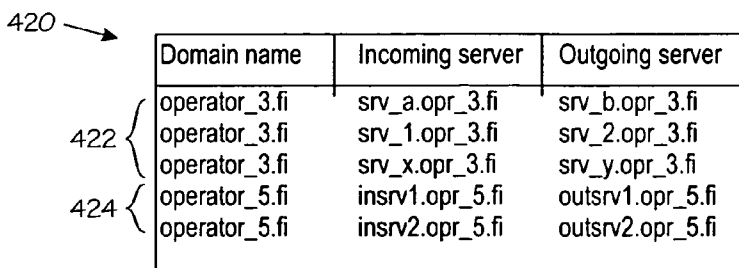 420
Domain name Incoming server Outgoing server
operator_3.fi srv_a.opr_3.fi srv_b.opr_3.fi
422 operator_3.fi srv_1.opr_3.fi srv_2.opr_3.fi
operator_3.fi srv_x.opr_3.fi srv_y.opr_3.fi
424 operator_5.fi insrv1.opr_5.fi outsrv1.opr_5.fi
operator_5.fi insrv2.opr_5.fi outsrv2.opr_5.fi